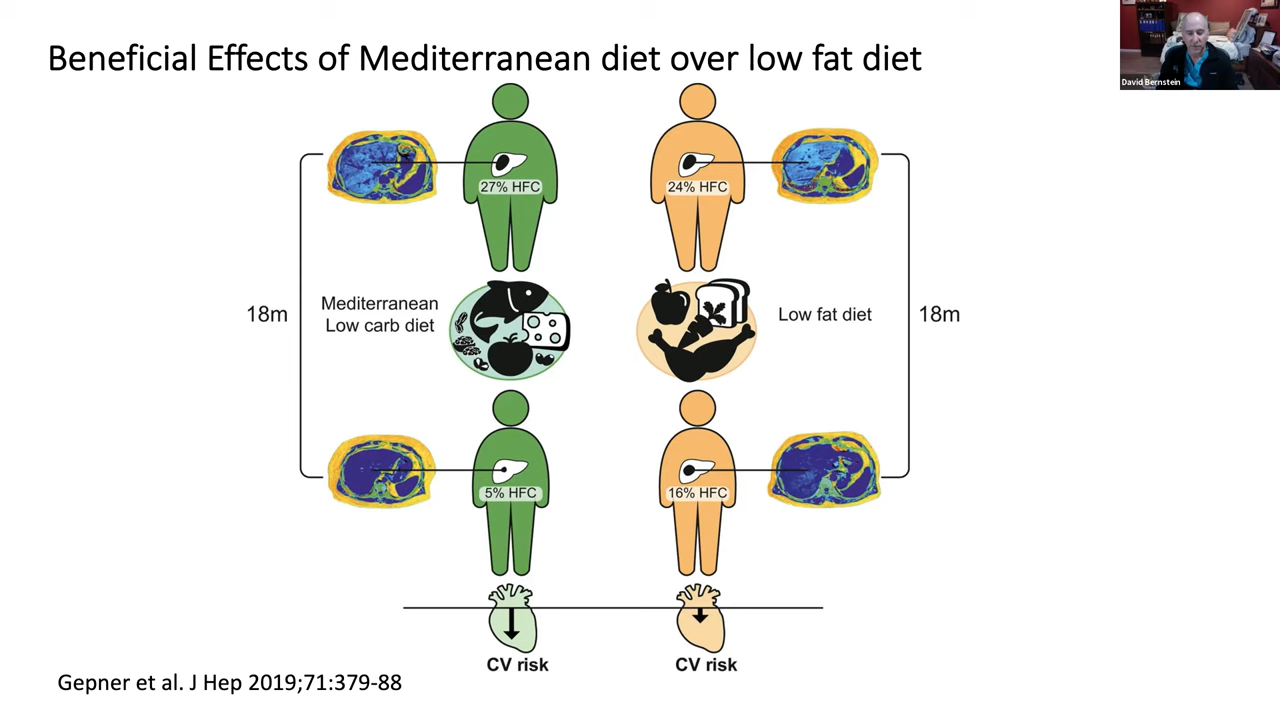 Beneficial Effects of Mediterranean diet over low fat diet
David Bernstein
27% HFC
24% HFC
18m
Mediterranean
Low carb diet
Low fat diet
18m
5% HFC
16% HFC
CV risk
CV risk
Gepner et al. J Hep 2019;71:379-88